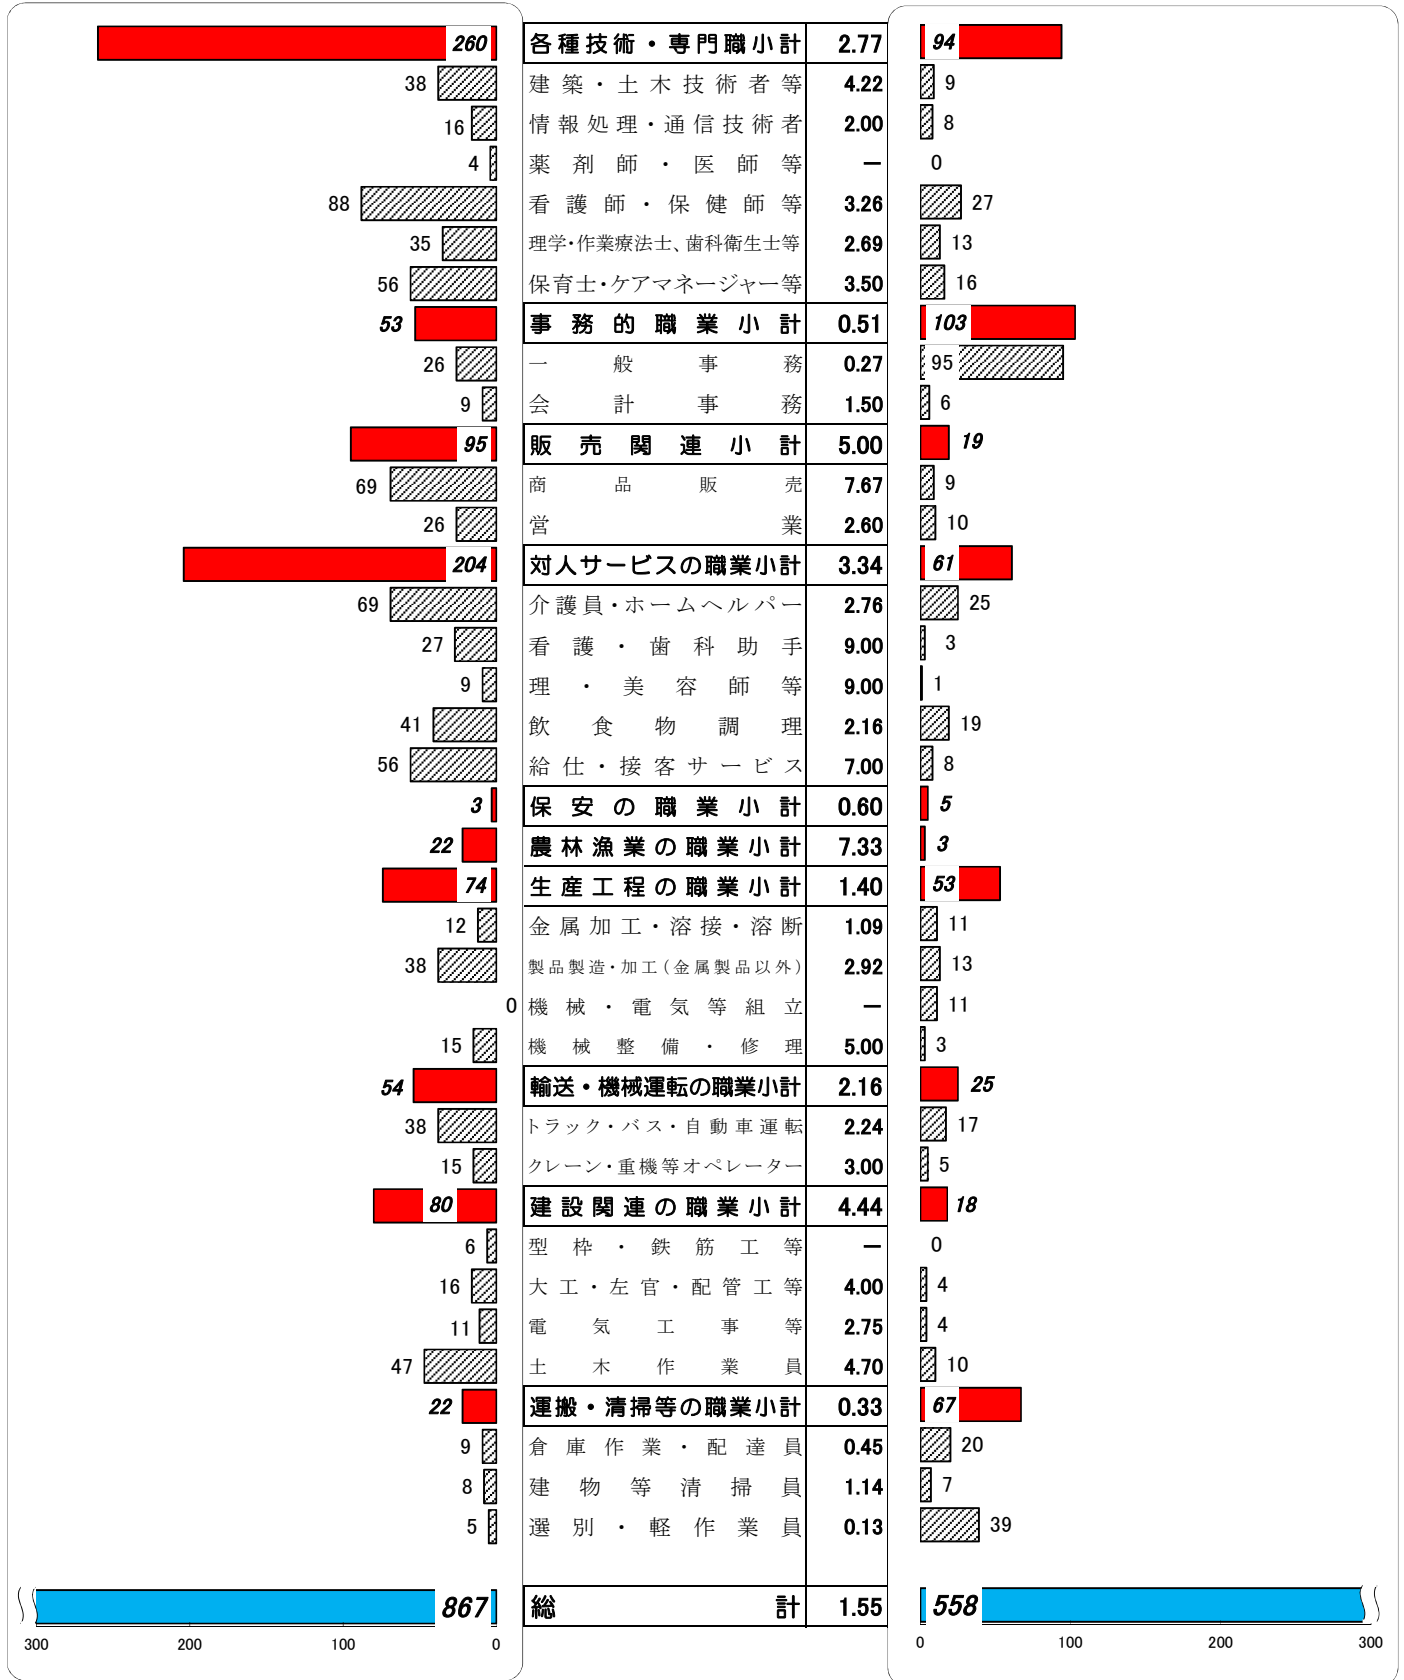 260 各種技術・専門職小計 2.77 94
38 建築・土木技術者等 4.22 9
16 情報処理・通信技術者 2.00 8
4 薬剤師・医師等 － 0
88 看護師・保健師等 3.26 27
35 理学・作業療法士、歯科衛生士等 2.69 13
56 保育士・ケアマネージャー等 3.50 16
53 事務的職業小計 0.51 103
26 一般事務 0.27 95
9 会計事務 1.50 6
95 販売関連小計 5.00 19
69 商品販売 7.67 9
26 営業 2.60 10
204 対人サービスの職業小計 3.34 61
69 介護員・ホームヘルパー 2.76 25
27 看護・歯科助手 9.00 3
9 理・美容師等 9.00 1
41 飲食物調理 2.16 19
56 給仕・接客サービス 7.00 8
3 保安の職業小計 0.60 5
22 農林漁業の職業小計 7.33 3
74 生産工程の職業小計 1.40 53
12 金属加工・溶接・溶断 1.09 11
38 製品製造・加工(金属製品以外) 2.92 13
0 機械・電気等組立 － 11
15 機械整備・修理 5.00 3
54 輸送・機械運転の職業小計 2.16 25
38 トラック・バス・自動車運転 2.24 17
15 クレーン・重機等オペレーター 3.00 5
80 建設関連の職業小計 4.44 18
6 型枠・鉄筋工等 － 0
16 大工・左官・配管工等 4.00 4
11 電気工事等 2.75 4
47 土木作業員 4.70 10
22 運搬・清掃等の職業小計 0.33 67
9 倉庫作業・配達員 0.45 20
8 建物等清掃員 1.14 7
5 選別・軽作業員 0.13 39
867 総計 1.55 558
300 200 100 0 0 100 200 300